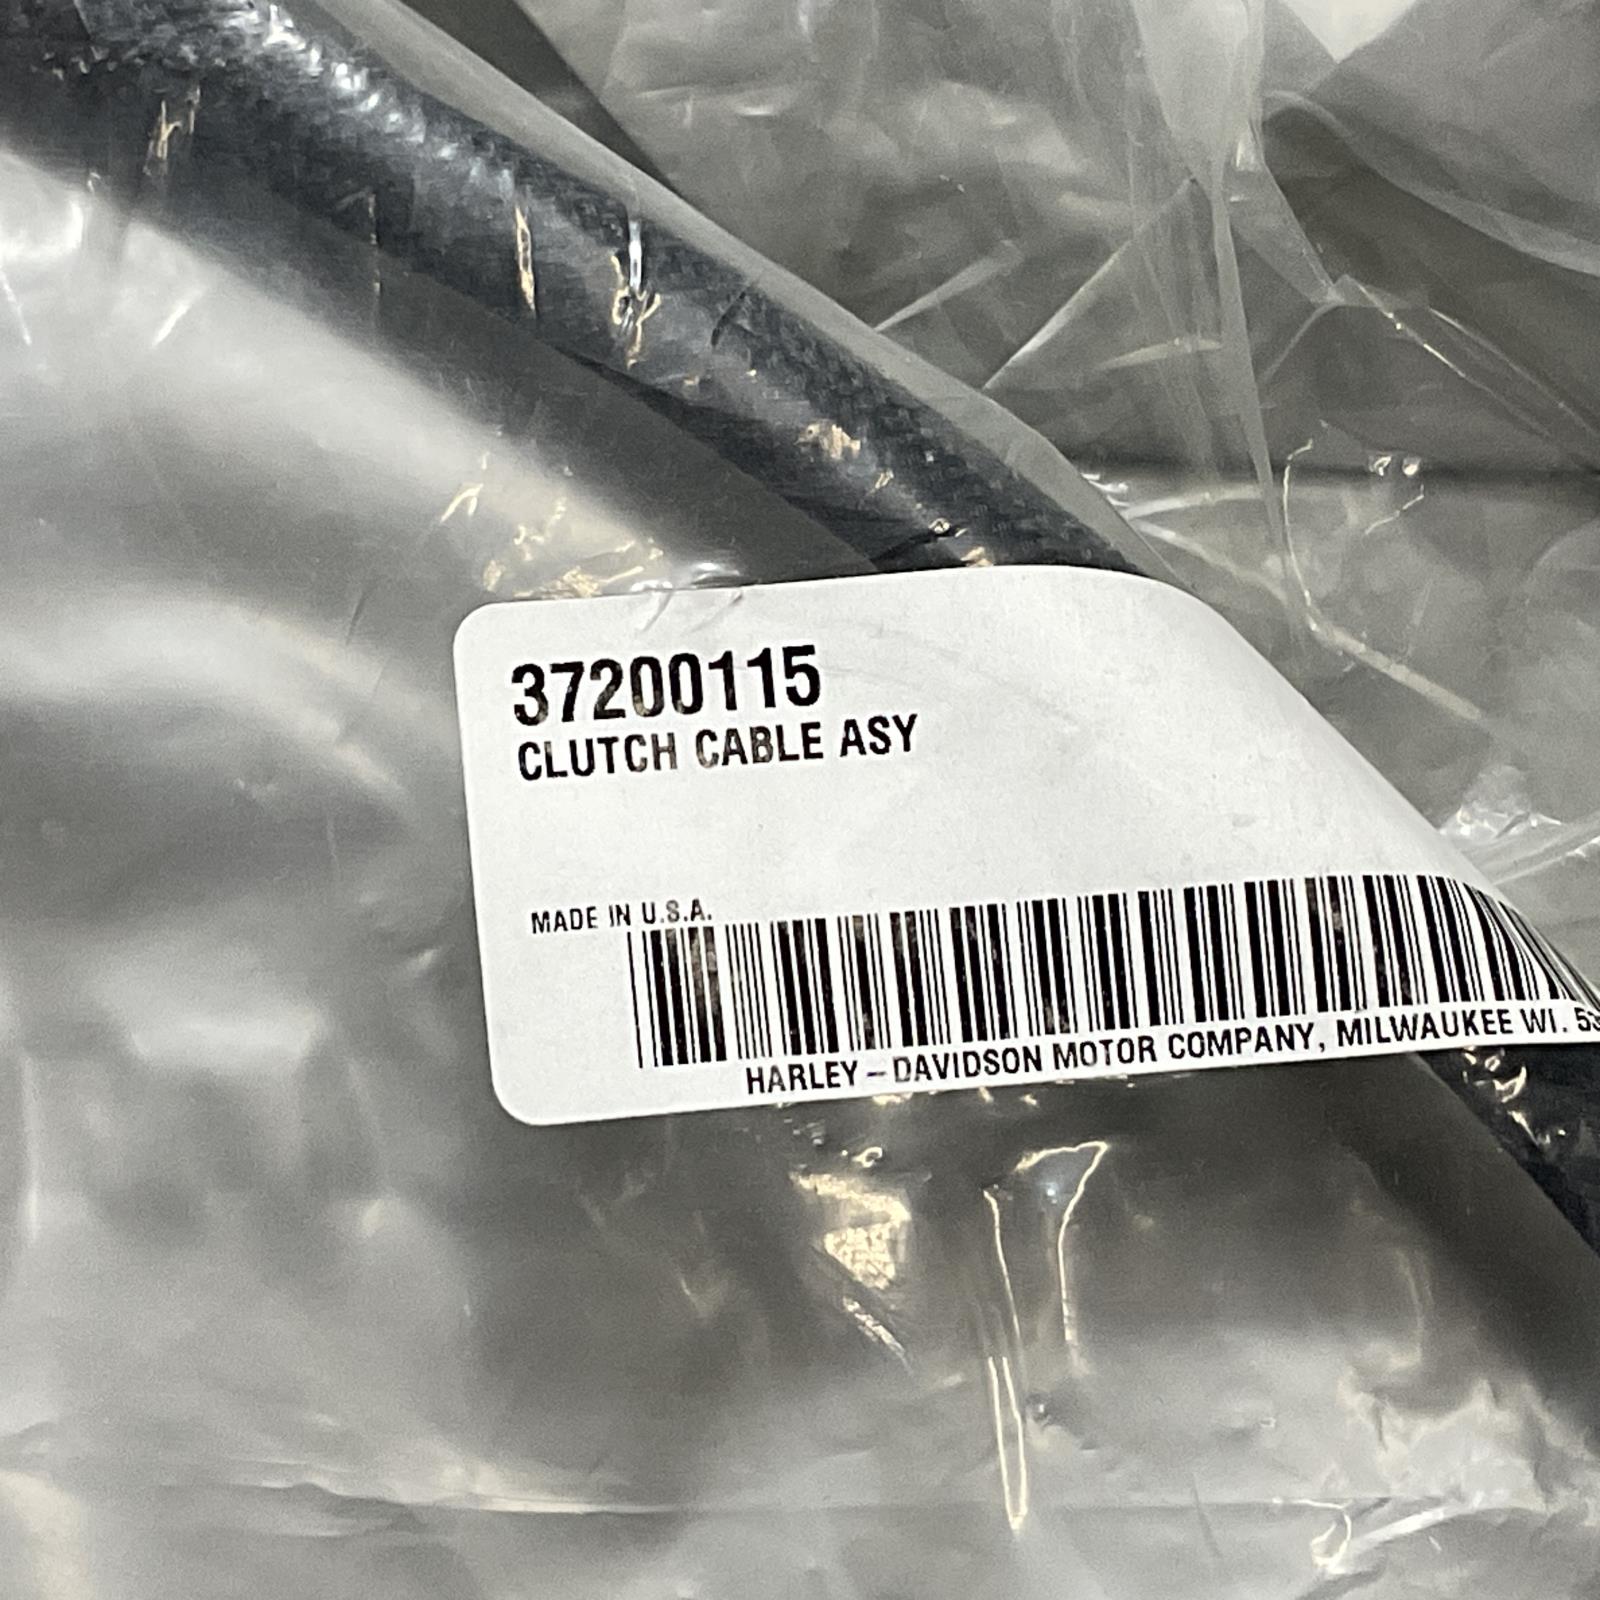 37200115
CLUTCH CABLE ASY
MADE IN U.S.A.
HARLEY-DAVIDSON MOTOR COMPANY, MILWAUKEE WI.